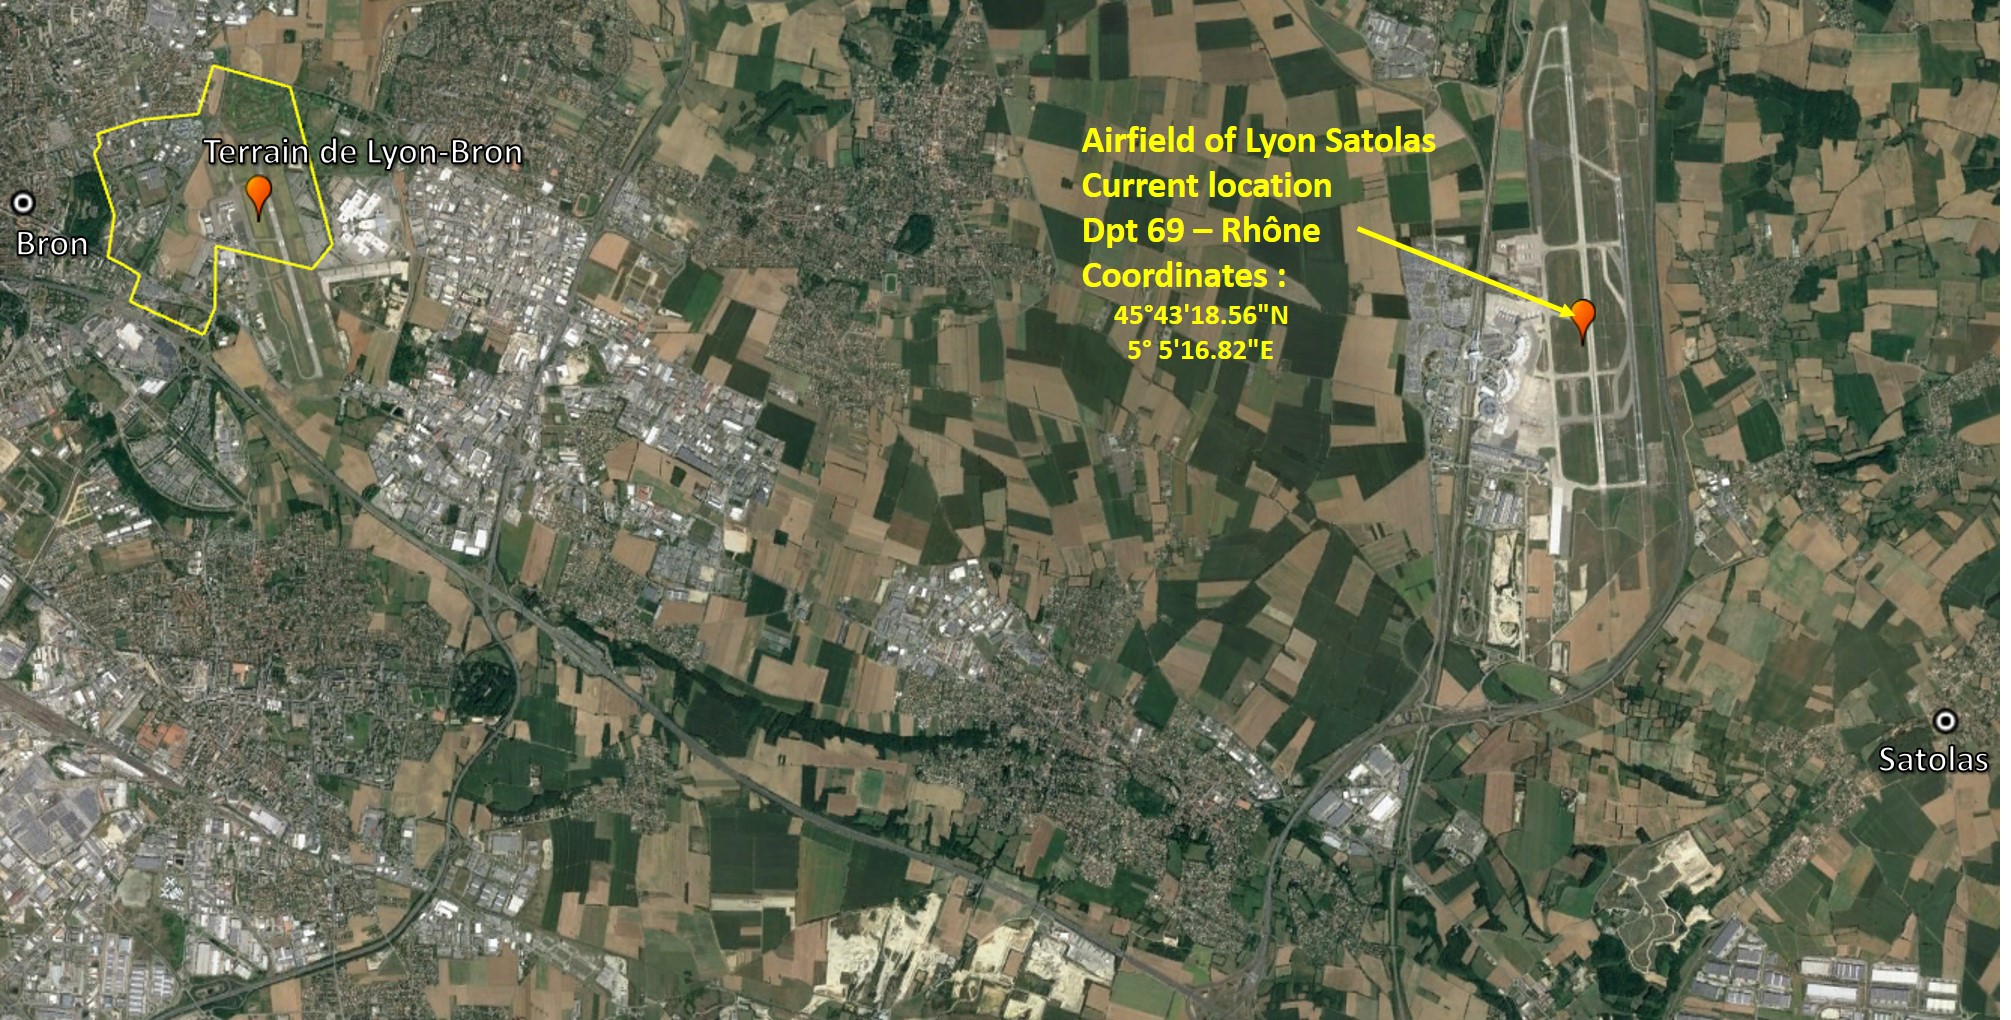 Terrain de Lyon-Bron
Bron
Airfield of Lyon Satolas
Current location
Dpt 69 – Rhône
Coordinates :
45°43'18.56"N
5° 5'16.82"E
Satolas